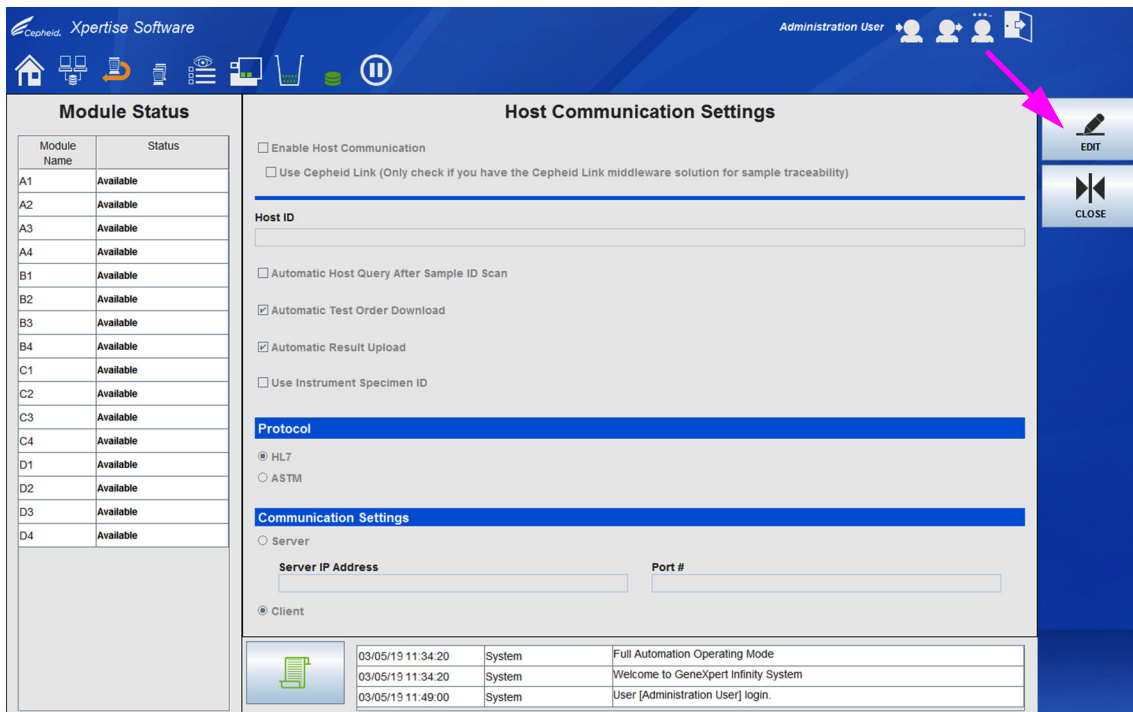 Cepheid. Xpertise Software
Administration User
Module Status
Module Name Status
A1 Available
A2 Available
A3 Available
A4 Available
B1 Available
B2 Available
B3 Available
B4 Available
C1 Available
C2 Available
C3 Available
C4 Available
D1 Available
D2 Available
D3 Available
D4 Available
Host Communication Settings
Enable Host Communication
Use Cepheid Link (Only check if you have the Cepheid Link middleware solution for sample traceability)
Host ID
Automatic Host Query After Sample ID Scan
Automatic Test Order Download
Automatic Result Upload
Use Instrument Specimen ID
Protocol
HL7
ASTM
Communication Settings
Server
Server IP Address Port #
Client
03/05/19 11:34:20 System Full Automation Operating Mode
03/05/19 11:34:20 System Welcome to GeneXpert Infinity System
03/05/19 11:49:00 System User [Administration User] login.
EDIT
CLOSE